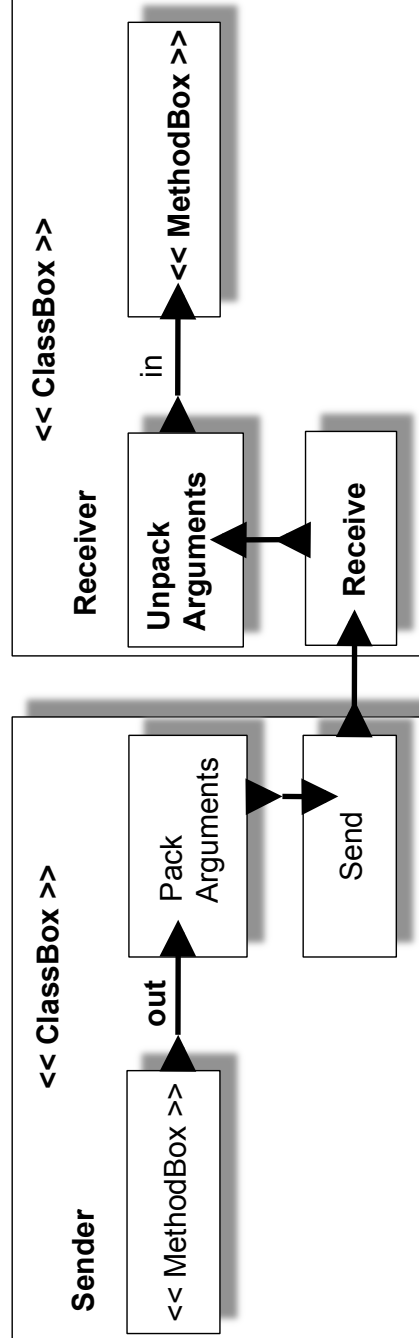 Sender
<< ClassBox >>
<< MethodBox >>
out
Pack
Arguments
Send
Receiver
<< ClassBox >>
Unpack
Arguments
in
<< MethodBox >>
Receive